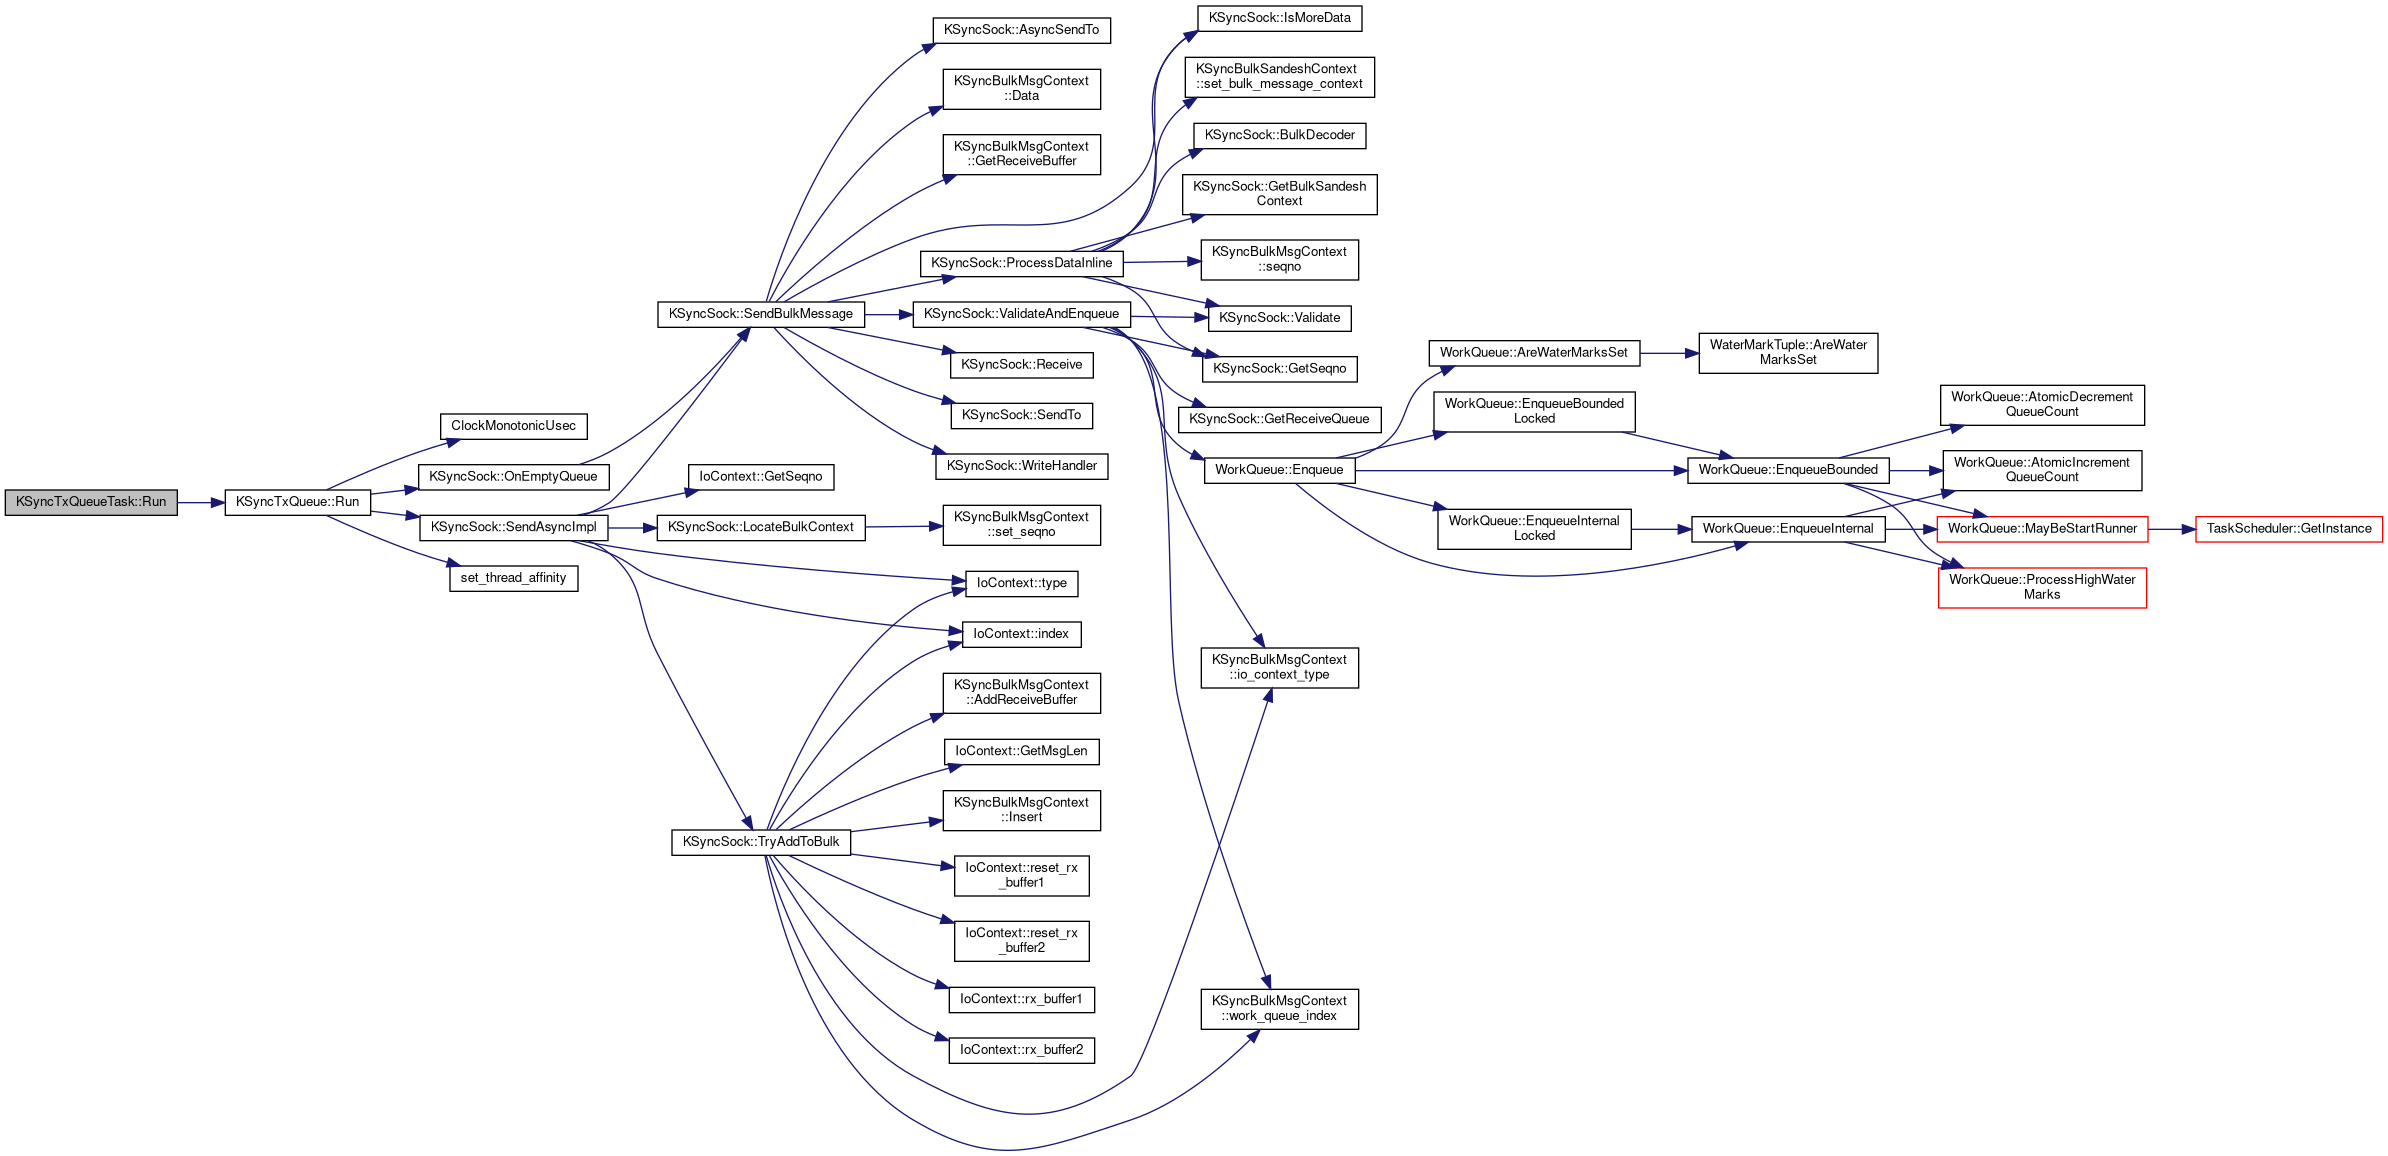 KSyncTxQueueTask::Run
KSyncTxQueue::Run
ClockMonotonicUsec
KSyncSock::OnEmptyQueue
KSyncSock::SendAsyncImpl
set_thread_affinity
KSyncSock::SendBulkMessage
IoContext::GetSeqno
KSyncSock::LocateBulkContext
KSyncSock::TryAddToBulk
KSyncSock::AsyncSendTo
KSyncBulkMsgContext
::Data
KSyncBulkMsgContext
::GetReceiveBuffer
KSyncSock::ProcessDataInline
KSyncSock::ValidateAndEnqueue
KSyncSock::Receive
KSyncSock::SendTo
KSyncSock::WriteHandler
KSyncBulkMsgContext
::set_seqno
IoContext::type
IoContext::index
KSyncBulkMsgContext
::AddReceiveBuffer
IoContext::GetMsgLen
KSyncBulkMsgContext
::Insert
IoContext::reset_rx
_buffer1
IoContext::reset_rx
_buffer2
IoContext::rx_buffer1
IoContext::rx_buffer2
KSyncSock::IsMoreData
KSyncBulkSandeshContext
::set_bulk_message_context
KSyncSock::BulkDecoder
KSyncSock::GetBulkSandesh
Context
KSyncBulkMsgContext
::seqno
KSyncSock::Validate
KSyncSock::GetSeqno
KSyncSock::GetReceiveQueue
WorkQueue::Enqueue
KSyncBulkMsgContext
::io_context_type
KSyncBulkMsgContext
::work_queue_index
WorkQueue::AreWaterMarksSet
WorkQueue::EnqueueBounded
Locked
WorkQueue::EnqueueInternal
Locked
WaterMarkTuple::AreWater
MarksSet
WorkQueue::EnqueueBounded
WorkQueue::EnqueueInternal
WorkQueue::AtomicDecrement
QueueCount
WorkQueue::AtomicIncrement
QueueCount
WorkQueue::MayBeStartRunner
WorkQueue::ProcessHighWater
Marks
TaskScheduler::GetInstance